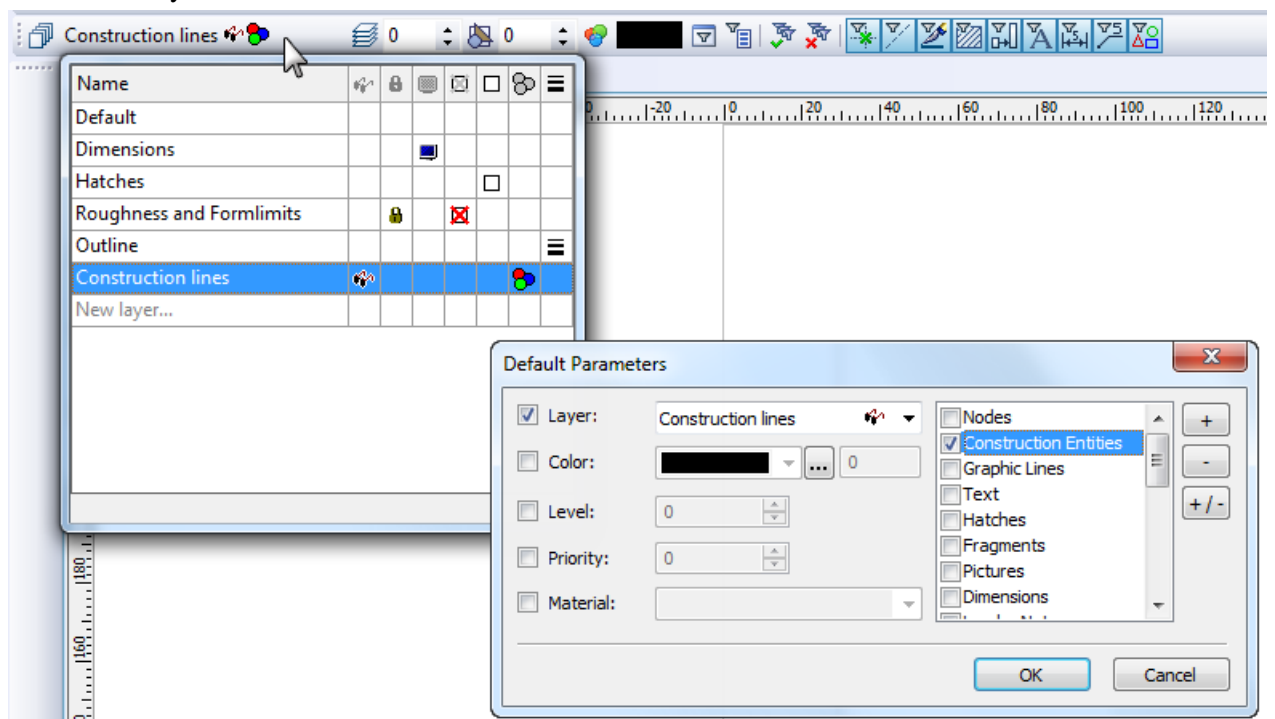 Construction lines 0 0
Name
Default
Dimensions
Hatches
Roughness and Formlimits
Outline
Construction lines
New layer...
-20 0 20 40 60 80 100 120
180
160
Default Parameters
Layer: Construction lines
Color: ... 0
Level: 0
Priority: 0
Material:
Nodes
Construction Entities
Graphic Lines
Text
Hatches
Fragments
Pictures
Dimensions
+
-
+/-
OK Cancel